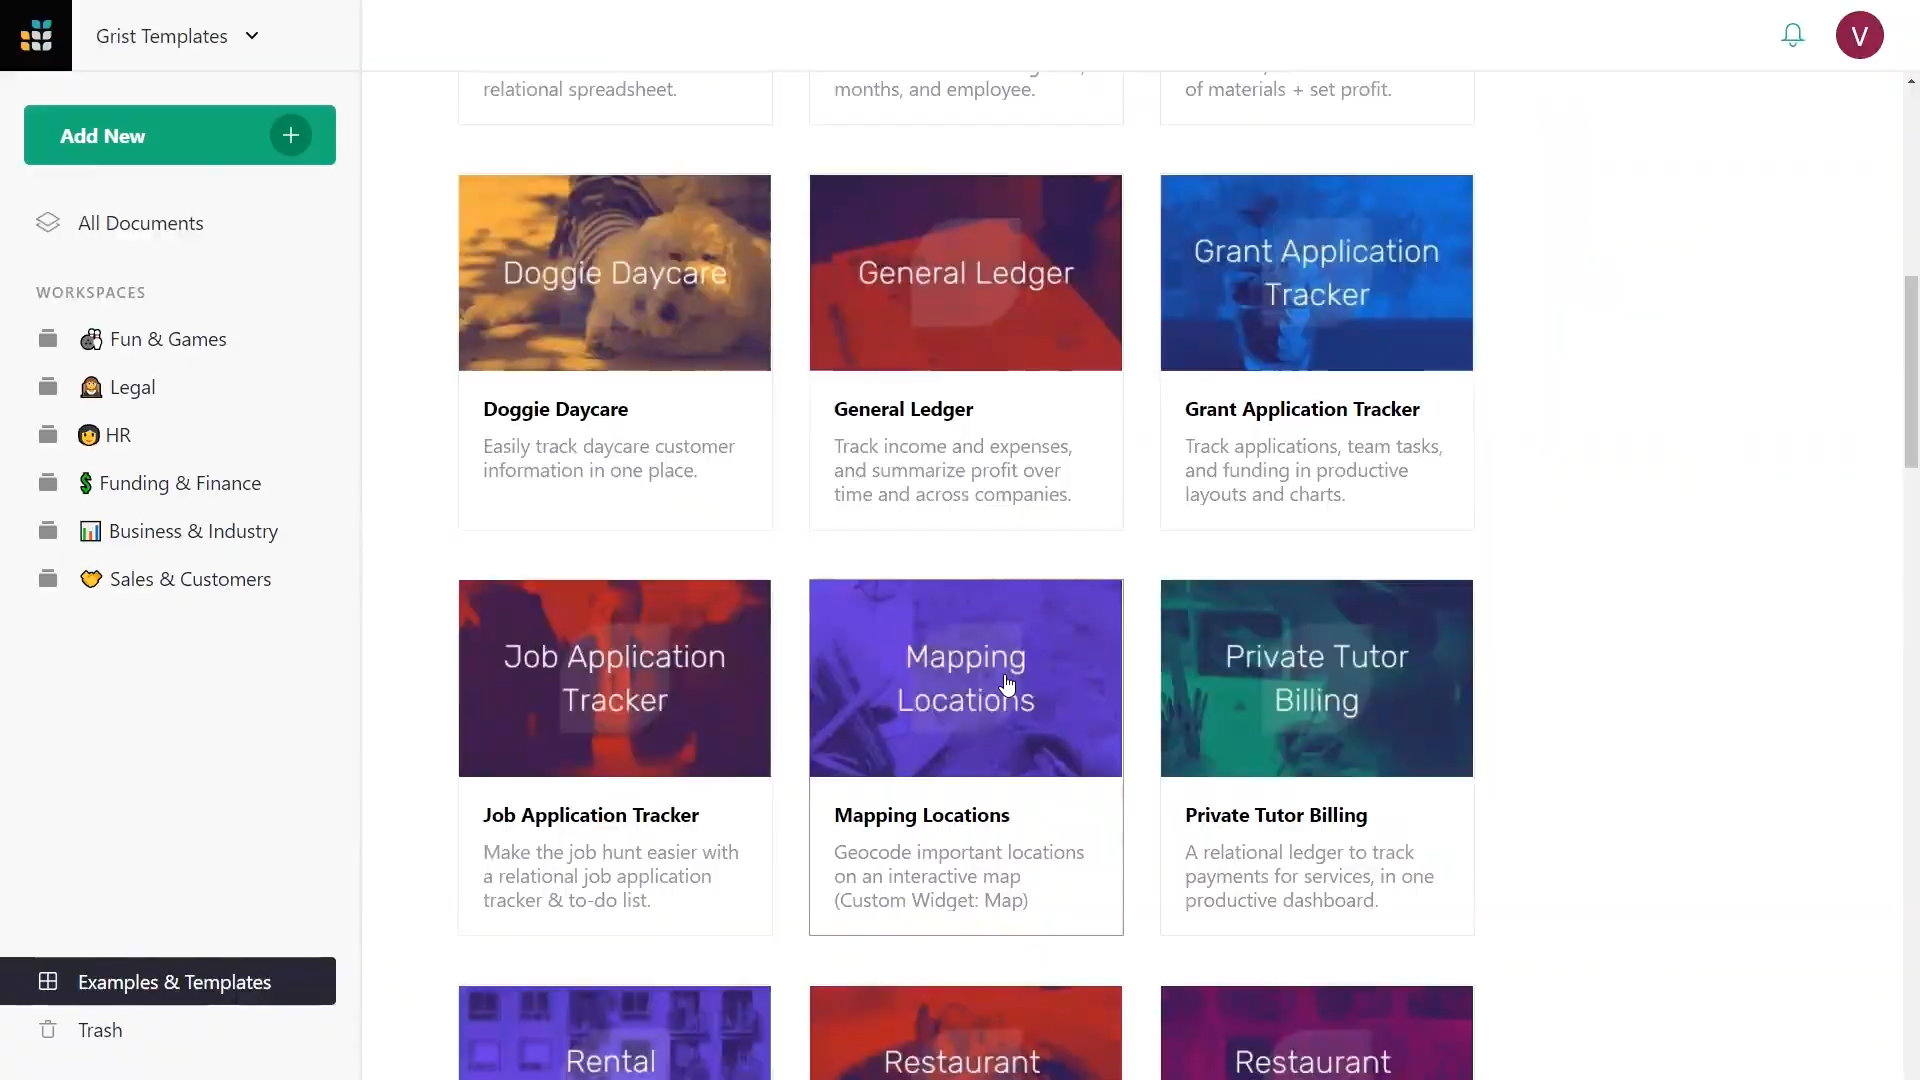 Grist Templates
V
Add New
All Documents
WORKSPACES
Fun & Games
Legal
HR
Funding & Finance
Business & Industry
Sales & Customers
Examples & Templates
Trash
relational spreadsheet.
months, and employee.
of materials + set profit.
Doggie Daycare
General Ledger
Grant Application
Tracker
Doggie Daycare
Easily track daycare customer
information in one place.
General Ledger
Track income and expenses,
and summarize profit over
time and across companies.
Grant Application Tracker
Track applications, team tasks,
and funding in productive
layouts and charts.
Job Application
Tracker
Mapping
Locations
Private Tutor
Billing
Job Application Tracker
Make the job hunt easier with
a relational job application
tracker & to-do list.
Mapping Locations
Geocode important locations
on an interactive map
(Custom Widget: Map)
Private Tutor Billing
A relational ledger to track
payments for services, in one
productive dashboard.
Rental
Restaurant
Restaurant